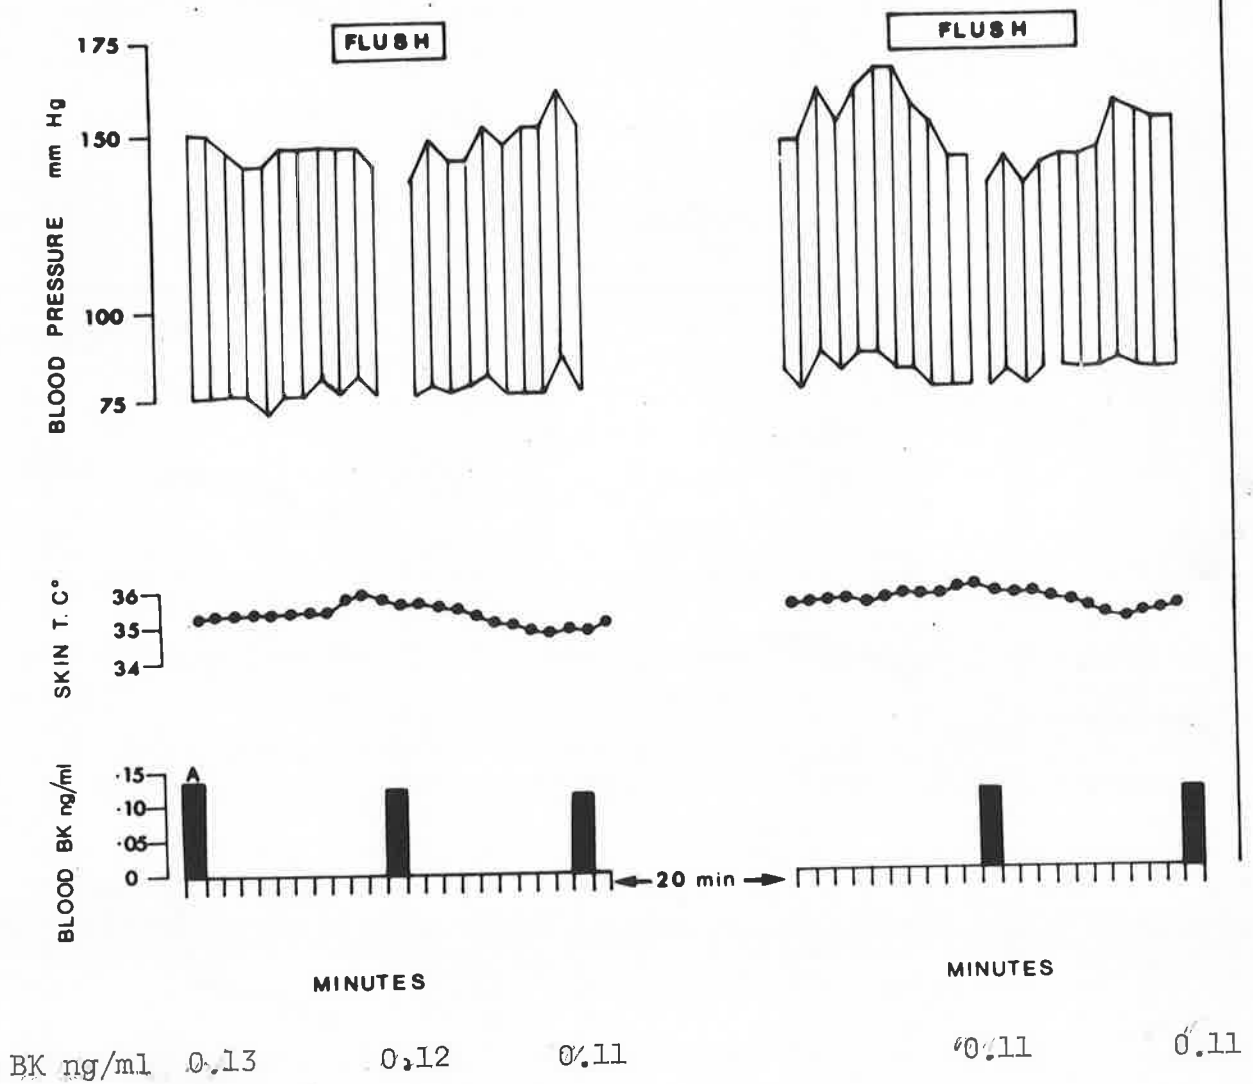 FLUSH
FLUSH
175
150
100
75
BLOOD PRESSURE mm Hg
36
35
34
SKIN T. C°
A
·15
·10
·05
0
BLOOD BK ng/ml
20 min
MINUTES
MINUTES
BK ng/ml 0.13 0.12 0.11 0.11 0.11